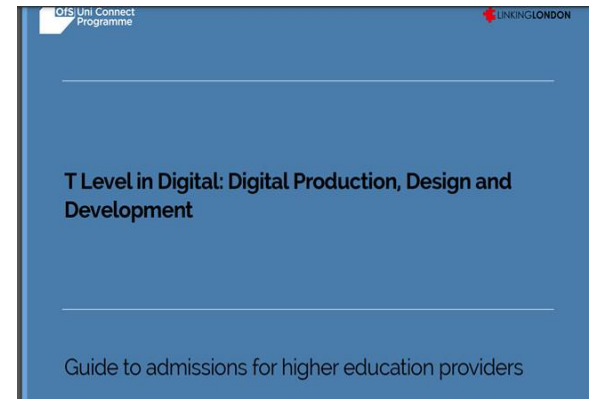 OfS Uni Connect
Programme
LINKINGLONDON
T Level in Digital: Digital Production, Design and
Development
Guide to admissions for higher education providers